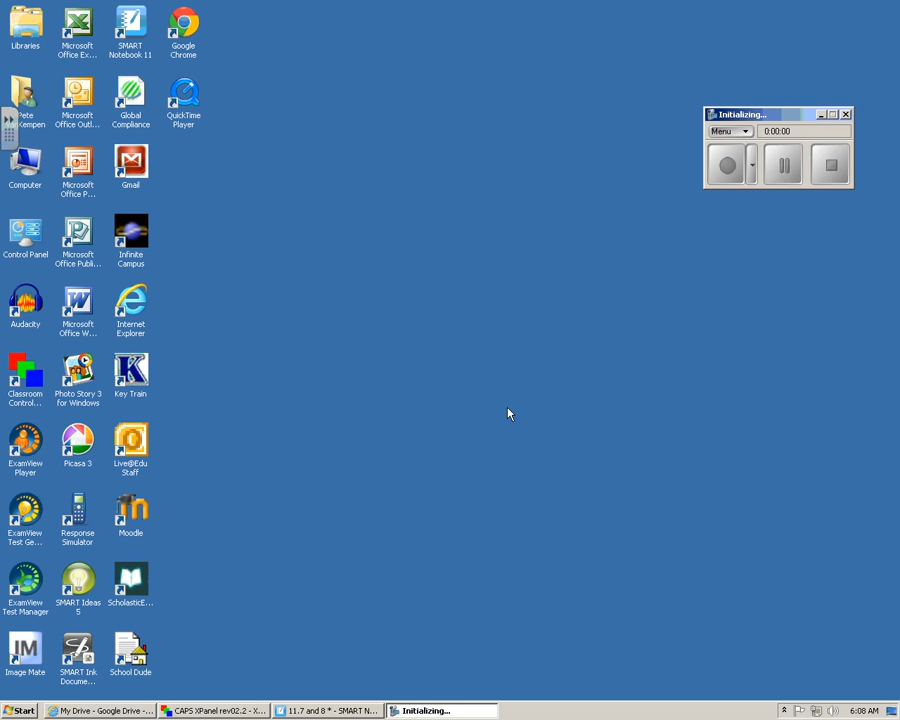 Libraries
Microsoft
Office Ex...
SMART
Notebook 11
Google
Chrome
Pete
Kempen
Microsoft
Office Outl...
Global
Compliance
QuickTime
Player
Initializing...
Menu
0:00:00
Computer
Microsoft
Office P...
Gmail
Control Panel
Microsoft
Office Publi...
Infinite
Campus
Audacity
Microsoft
Office W...
Internet
Explorer
Classroom
Control...
Photo Story 3
for Windows
K
Key Train
ExamView
Player
Picasa 3
Live@Edu
Staff
ExamView
Test Ge...
Response
Simulator
Moodle
ExamView
Test Manager
SMART Ideas
5
ScholasticE...
IM
Image Mate
SMART Ink
Docume...
School Dude
Start
My Drive - Google Drive -...
CAPS XPanel rev02.2 - X...
11.7 and 8 * - SMART N...
Initializing...
6:08 AM